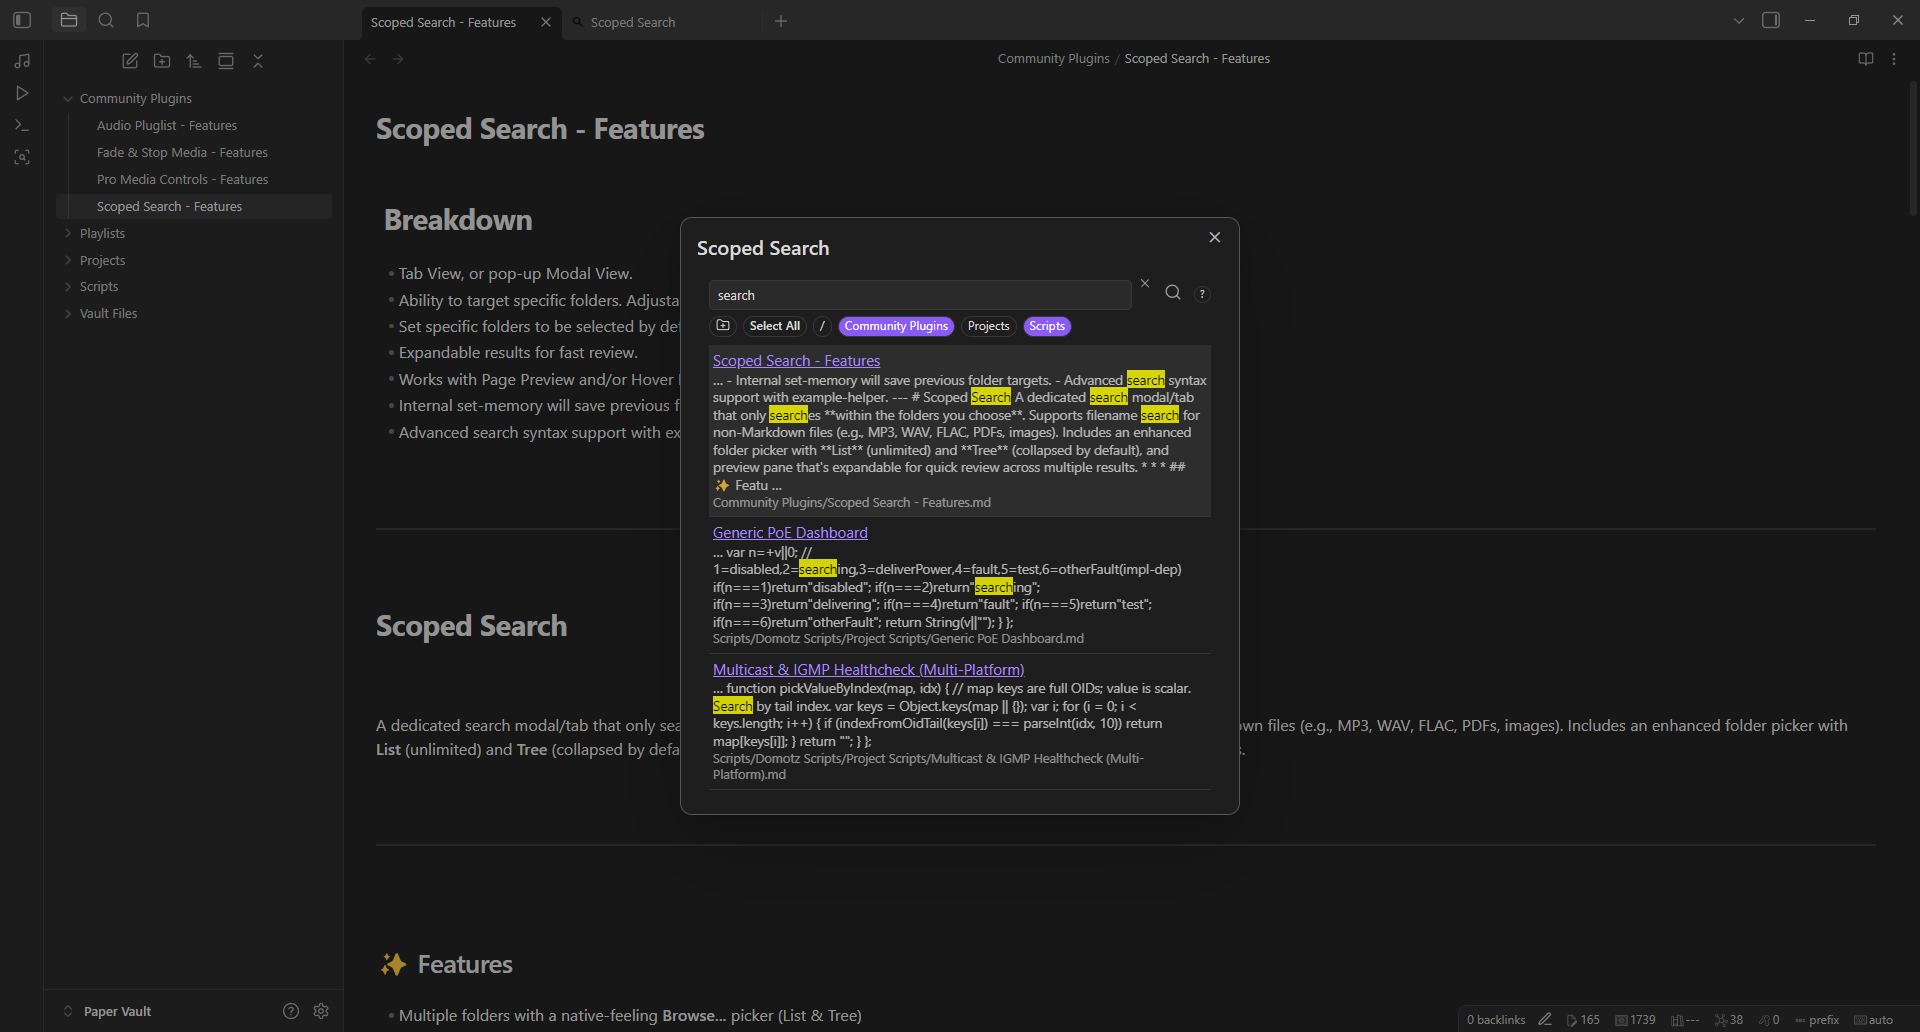 Scoped Search - Features
Scoped Search
Community Plugins / Scoped Search - Features
Community Plugins
Audio Pluglist - Features
Fade & Stop Media - Features
Pro Media Controls - Features
Scoped Search - Features
Playlists
Projects
Scripts
Vault Files
Paper Vault
Scoped Search - Features
Breakdown
• Tab View, or pop-up Modal View.
• Ability to target specific folders. Adjusta
• Set specific folders to be selected by def
• Expandable results for fast review.
• Works with Page Preview and/or Hover
• Internal set-memory will save previous f
• Advanced search syntax support with ex
Scoped Search
A dedicated search modal/tab that only sea
wn files (e.g., MP3, WAV, FLAC, PDFs, images). Includes an enhanced folder picker with
List (unlimited) and Tree (collapsed by defa
s.
✨ Features
• Multiple folders with a native-feeling Browse... picker (List & Tree)
Scoped Search
search
?
Select All
/
Community Plugins
Projects
Scripts
Scoped Search - Features
... - Internal set-memory will save previous folder targets. - Advanced search syntax
support with example-helper. --- # Scoped Search A dedicated search modal/tab
that only searches **within the folders you choose**. Supports filename search for
non-Markdown files (e.g., MP3, WAV, FLAC, PDFs, images). Includes an enhanced
folder picker with **List** (unlimited) and **Tree** (collapsed by default), and
preview pane that's expandable for quick review across multiple results. * * * ##
✨ Featu ...
Community Plugins/Scoped Search - Features.md
Generic PoE Dashboard
... var n=+v||0; //
1=disabled,2=searching,3=deliverPower,4=fault,5=test,6=otherFault(impl-dep)
if(n===1)return"disabled"; if(n===2)return"searching";
if(n===3)return"delivering"; if(n===4)return"fault"; if(n===5)return"test";
if(n===6)return"otherFault"; return String(v||""); } };
Scripts/Domotz Scripts/Project Scripts/Generic PoE Dashboard.md
Multicast & IGMP Healthcheck (Multi-Platform)
... function pickValueByIndex(map, idx) { // map keys are full OIDs; value is scalar.
Search by tail index. var keys = Object.keys(map || {}); var i; for (i = 0; i <
keys.length; i++) { if (indexFromOidTail(keys[i]) === parseInt(idx, 10)) return
map[keys[i]]; } return ""; } };
Scripts/Domotz Scripts/Project Scripts/Multicast & IGMP Healthcheck (Multi-
Platform).md
0 backlinks 165 1739 --- 38 0 prefix auto